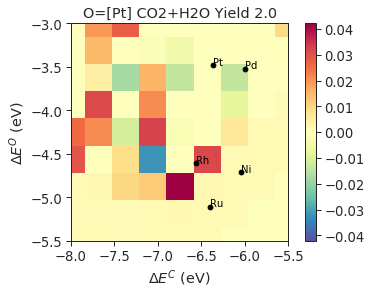 O=[Pt] CO2+H2O Yield 2.0
−3.0
−3.5
−4.0
−4.5
−5.0
−5.5
ΔE^O (eV)
Pt
Pd
Rh
Ni
Ru
−8.0 −7.5 −7.0 −6.5 −6.0 −5.5
ΔE^C (eV)
0.04
0.03
0.02
0.01
0.00
−0.01
−0.02
−0.03
−0.04